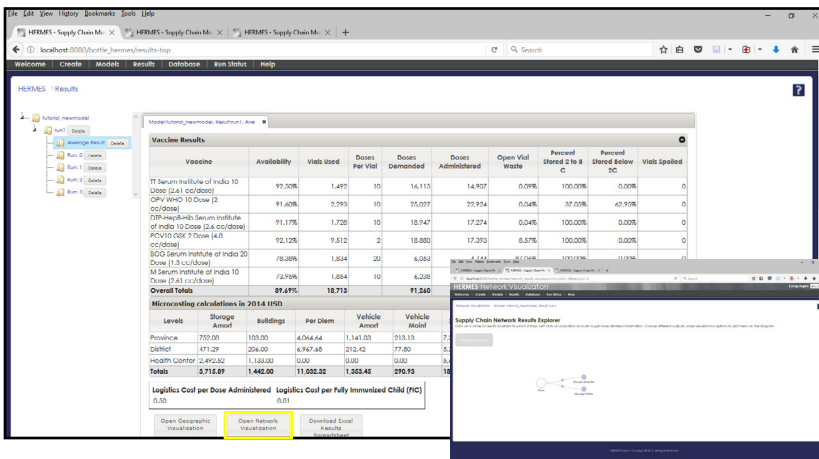 File Edit View History Bookmarks Tools Help
HERMES - Supply Chain Mo × HERMES - Supply Chain Mo × HERMES - Supply Chain Mo × +
localhost:8080/bottle_hermes/results-top Search
Welcome Create Models Results Database Run Status Help
HERMES Results ?
tutorial_newmodel
run1 Delete
Average Result Delete
Run: 0 Delete
Run: 1 Delete
Run: 2 Delete
Run: 3 Delete
Model:tutorial_newmodel, Result:run1, Ave
Vaccine Results
Vaccine Availability Vials Used Doses Per Vial Doses Demanded Doses Administered Open Vial Waste Percent Stored 2 to 8 C Percent Stored Below 2C Vials Spoiled
TT Serum Institute of India 10 Dose (2.61 cc/dose) 92.50% 1,492 10 16,115 14,907 0.09% 100.00% 0.00% 0
OPV WHO 10 Dose (2 cc/dose) 91.60% 2,293 10 25,027 22,924 0.04% 37.05% 62.95% 0
DTP-HepB-Hib Serum Institute of India 10 Dose (2.6 cc/dose) 91.17% 1,728 10 18,947 17,274 0.04% 100.00% 0.00% 0
PCV10 GSK 2 Dose (4.8 cc/dose) 92.12% 9,512 2 18,880 17,393 8.57% 100.00% 0.00% 0
BCG Serum Institute of India 20 Dose (1.3 cc/dose) 78.38% 1,834 20 6,053
M Serum Institute of India 10 Dose (2.61 cc/dose) 73.95% 1,854 10 6,238
Overall Totals 89.69% 18,713 91,260
Microcosting calculations in 2014 USD
Levels Storage Amort Buildings Per Diem Vehicle Amort Vehicle Maint
Province 752.08 103.00 4,064.64 1,141.03 213.13
District 471.29 206.00 6,967.68 212.42 77.80
Health Center 2,492.52 1,133.00 0.00 0.00 0.00
Totals 3,715.89 1,442.00 11,032.32 1,353.45 290.93
Logistics Cost per Dose Administered Logistics Cost per Fully Immunized Child (FIC)
0.50 8.81
Open Geographic Visualization
Open Network Visualization
Download Excel Results Spreadsheet
HERMES Network Visualization
Welcome Create Models Results Database Run Status Help
Supply Chain Network Results Explorer